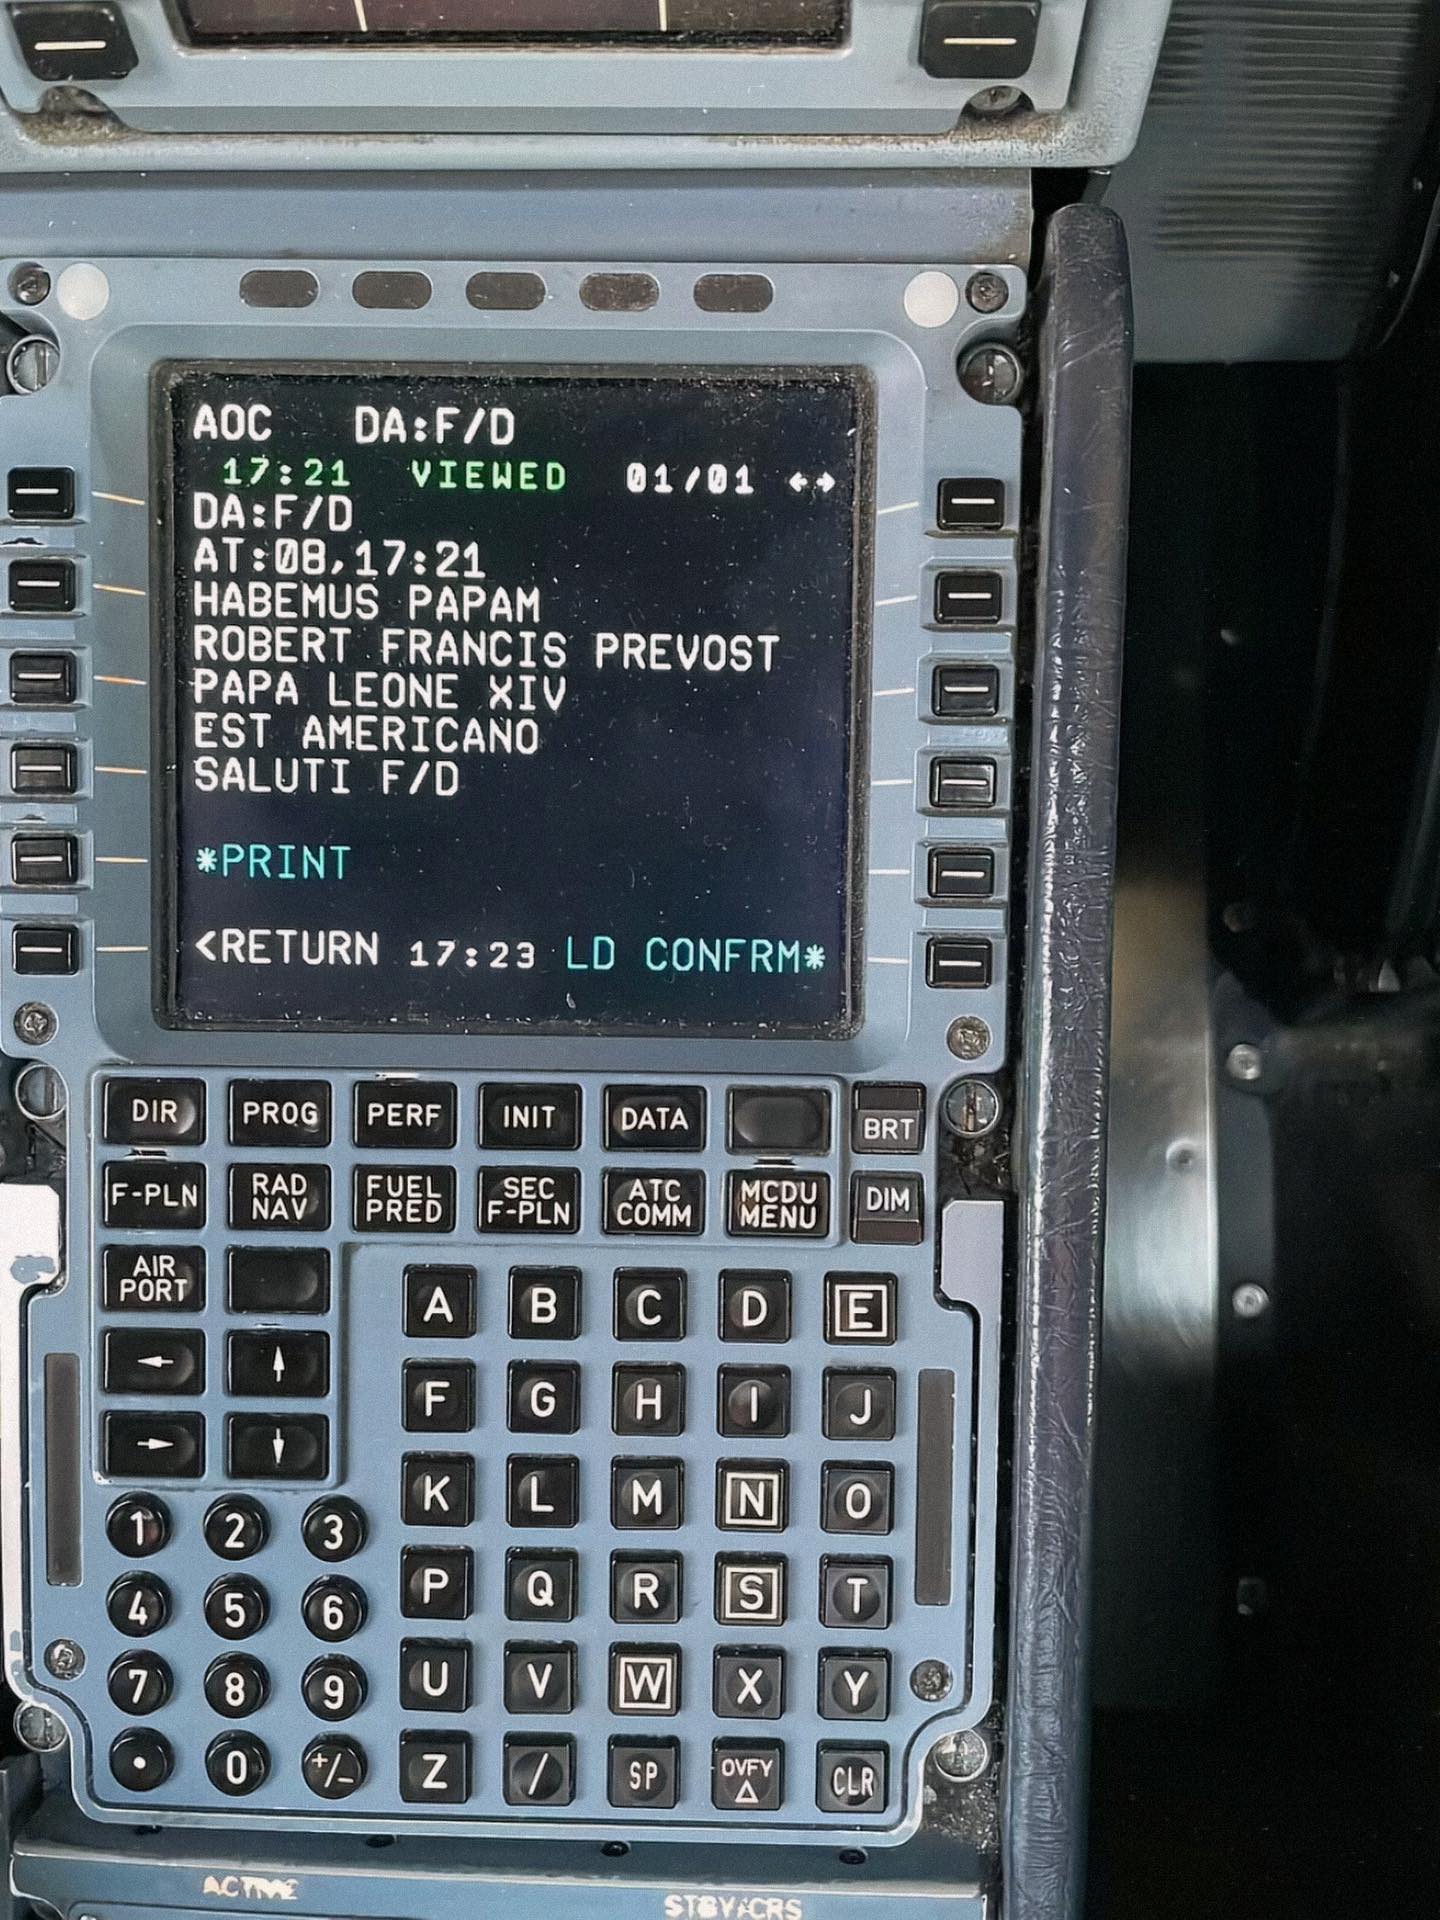 AOC DA:F/D
17:21 VIEWED 01/01 ←→
DA:F/D
AT:08,17:21
HABEMUS PAPAM
ROBERT FRANCIS PREVOST
PAPA LEONE XIV
EST AMERICANO
SALUTI F/D
*PRINT
<RETURN 17:23 LD CONFRM*
DIR PROG PERF INIT DATA BRT
F-PLN RAD NAV FUEL PRED SEC F-PLN ATC COMM MCDU MENU DIM
AIR PORT
A B C D E
← ↑
F G H I J
→ ↓
K L M N O
1 2 3
P Q R S T
4 5 6
U V W X Y
7 8 9
Z / SP OVFY △ CLR
. 0 +/-
ACTIVE STBY/CRS